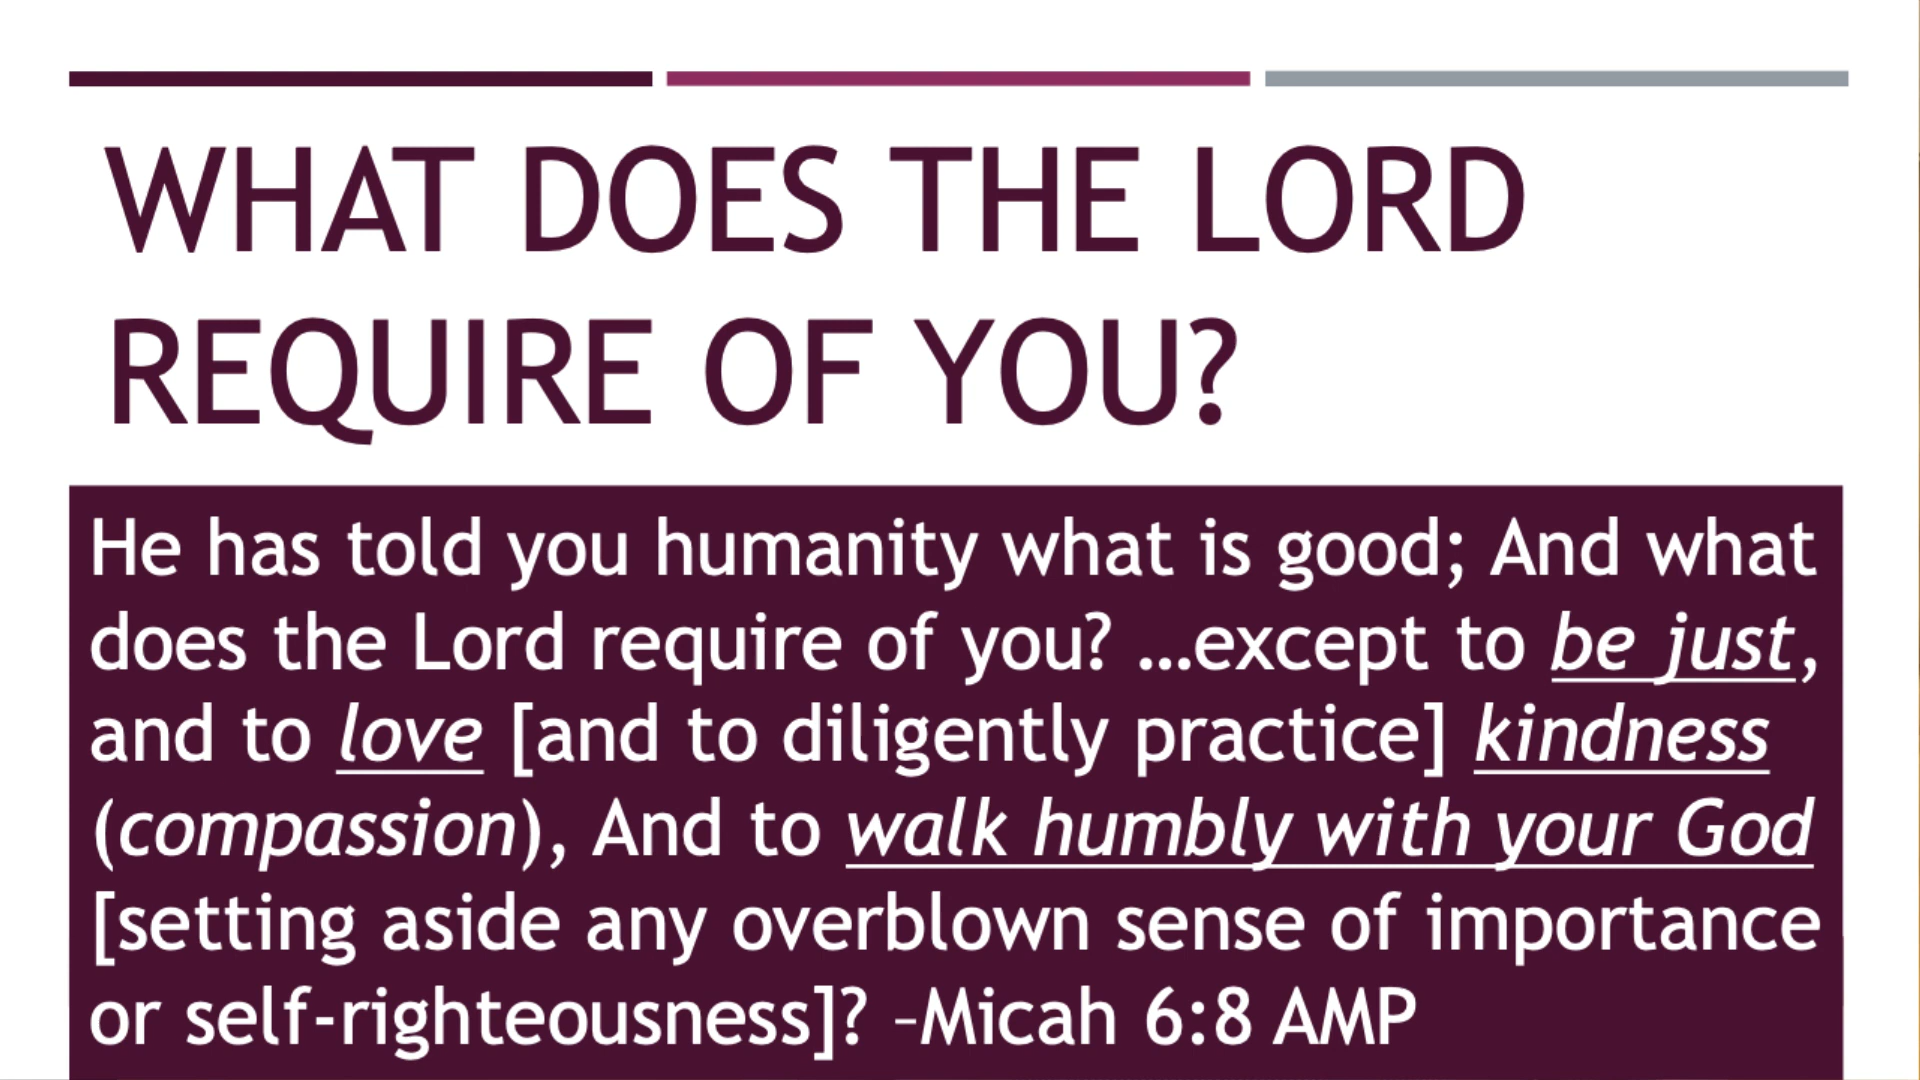 WHAT DOES THE LORD
REQUIRE OF YOU?
He has told you humanity what is good; And what
does the Lord require of you? …except to be just,
and to love [and to diligently practice] kindness
(compassion), And to walk humbly with your God
[setting aside any overblown sense of importance
or self-righteousness]? –Micah 6:8 AMP